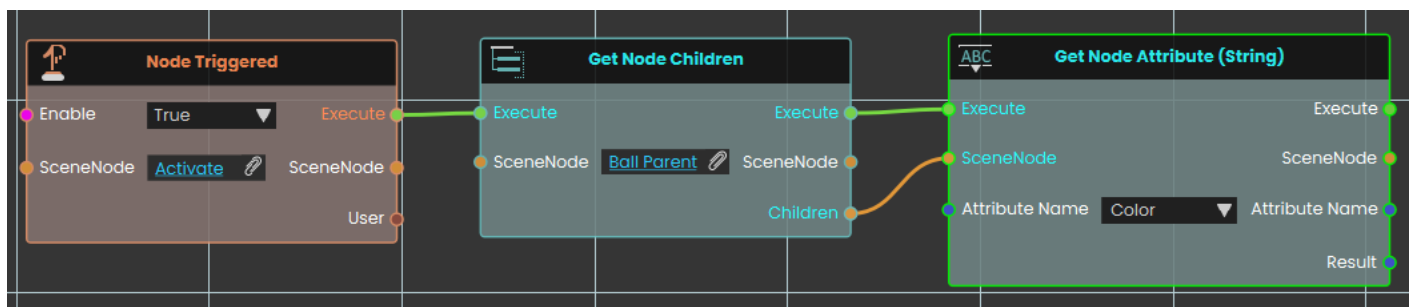 Node Triggered
Enable True Execute
SceneNode Activate SceneNode
User
Get Node Children
Execute Execute
SceneNode Ball Parent SceneNode
Children
ABC Get Node Attribute (String)
Execute Execute
SceneNode SceneNode
Attribute Name Color Attribute Name
Result